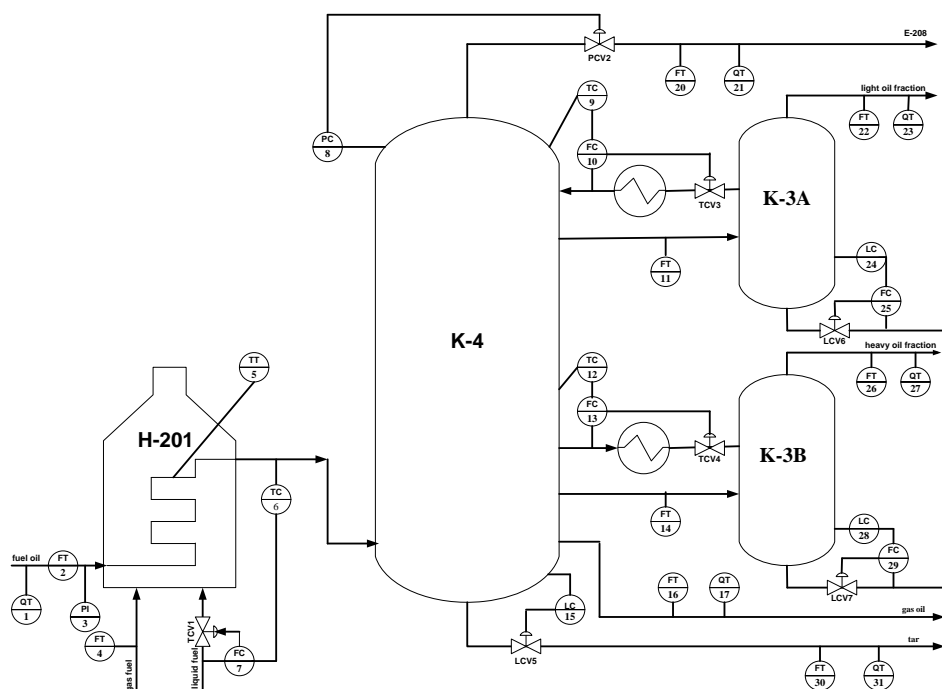 E-208
PCV2
FT
20
QT
21
TC
9
light oil fraction
FT
22
QT
23
PC
8
FC
10
TCV3
K-3A
FT
11
LC
24
FC
25
LCV6
K-4
heavy oil fraction
TT
5
TC
12
FT
26
QT
27
FC
13
H-201
TCV4
K-3B
TC
6
FT
14
LC
28
fuel oil
FT
2
FC
29
LCV7
QT
1
PI
3
FT
16
QT
17
LC
15
gas oil
TCV1
FT
4
FC
7
LCV5
tar
gas fuel
liquid fuel
FT
30
QT
31